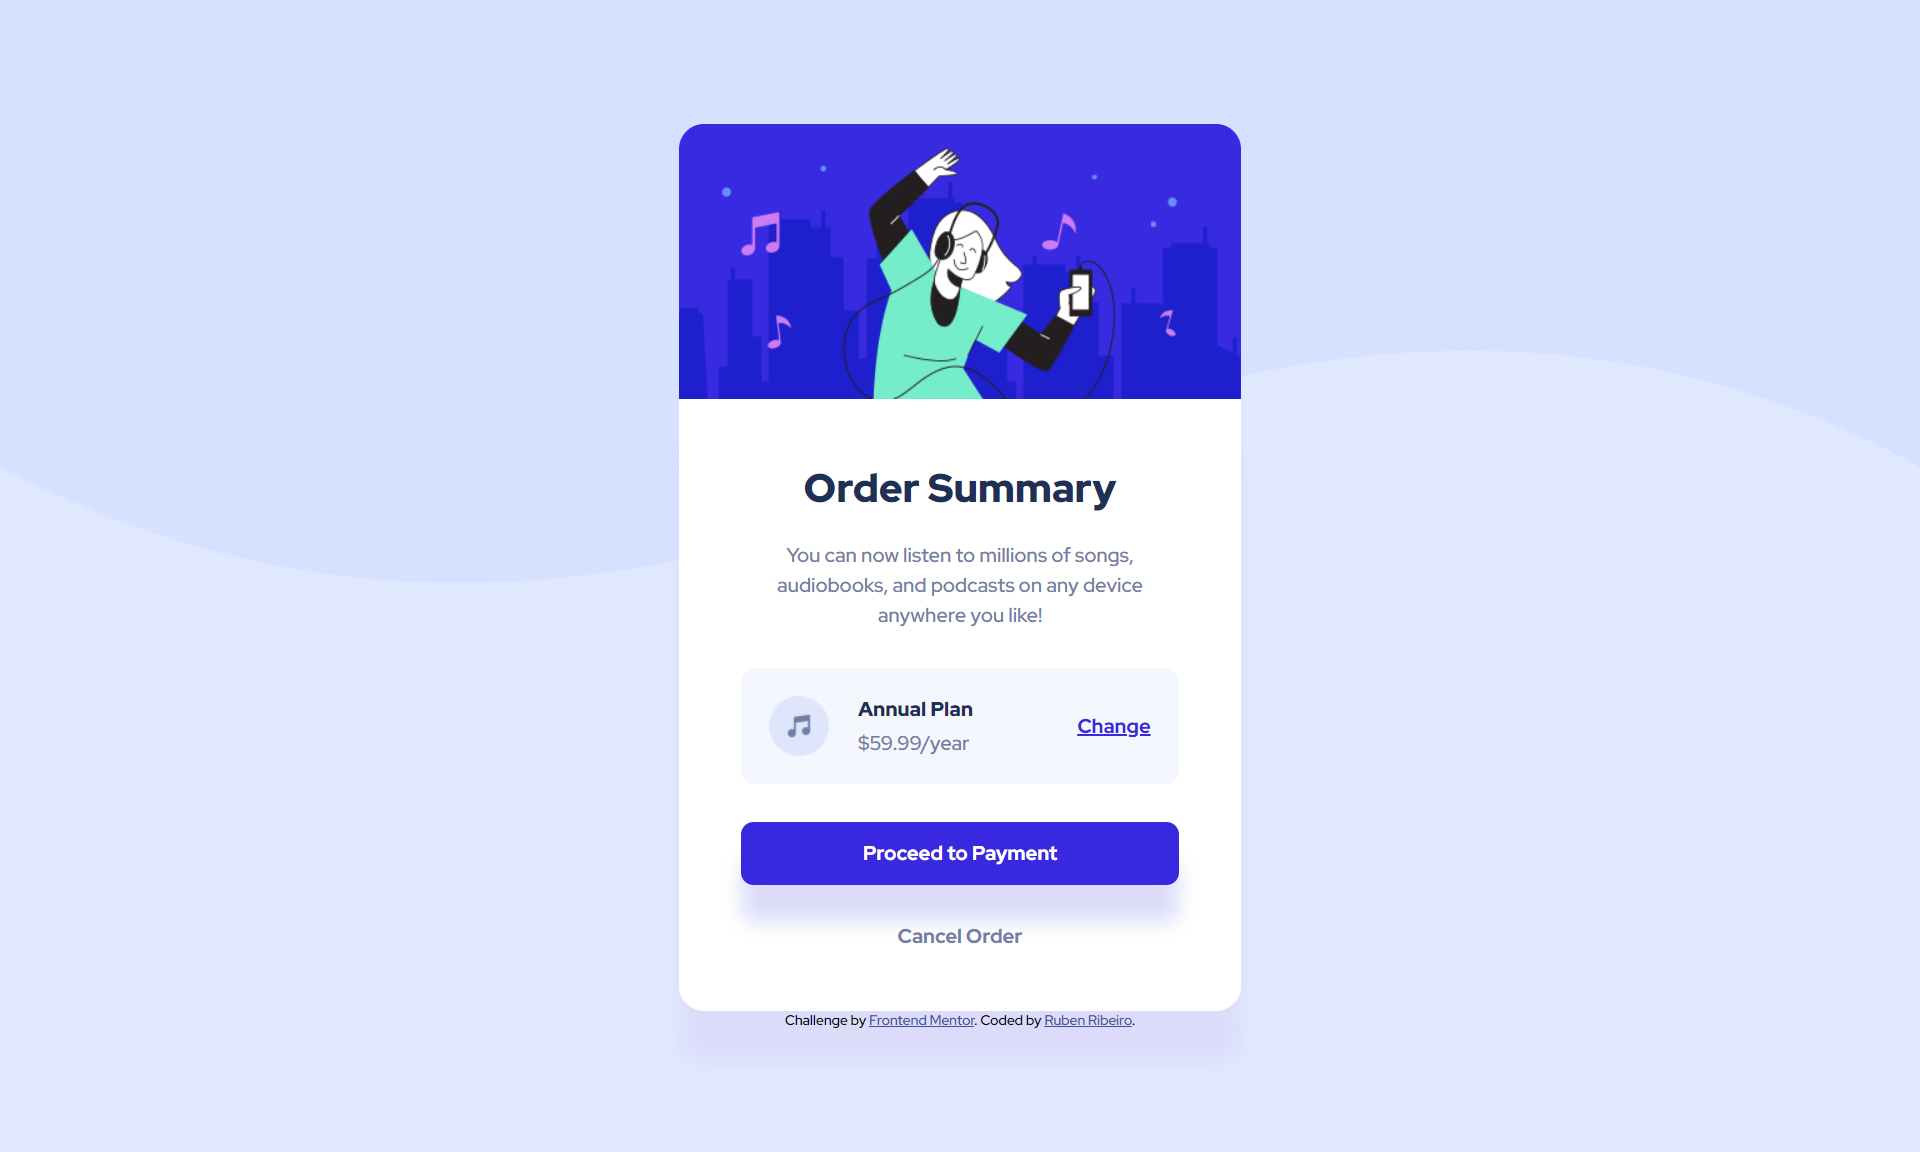 Order Summary
You can now listen to millions of songs,
audiobooks, and podcasts on any device
anywhere you like!
Annual Plan
$59.99/year
Change
Proceed to Payment
Cancel Order
Challenge by Frontend Mentor. Coded by Ruben Ribeiro.